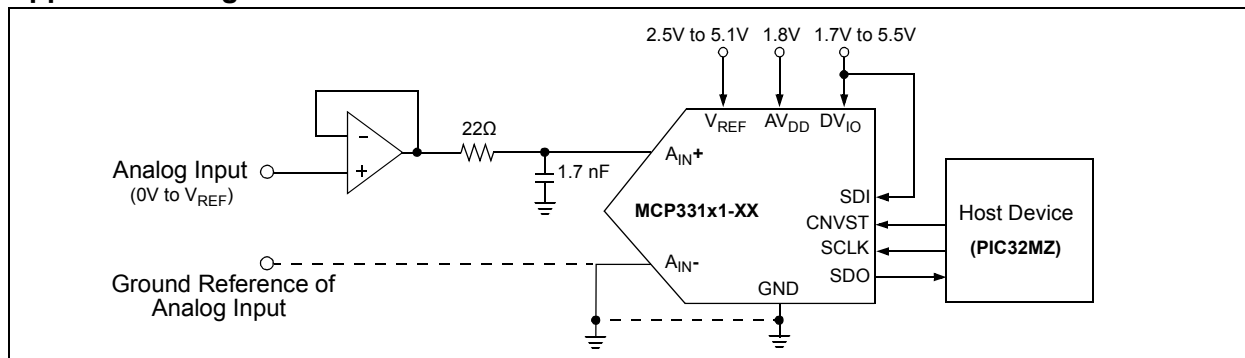 2.5V to 5.1V 1.8V 1.7V to 5.5V
VREF AVDD DVIO
22Ω
-
+
AIN+
Analog Input
(0V to VREF)
1.7 nF
SDI
MCP331x1-XX
CNVST
SCLK
SDO
Host Device
(PIC32MZ)
AIN-
Ground Reference of
Analog Input
GND